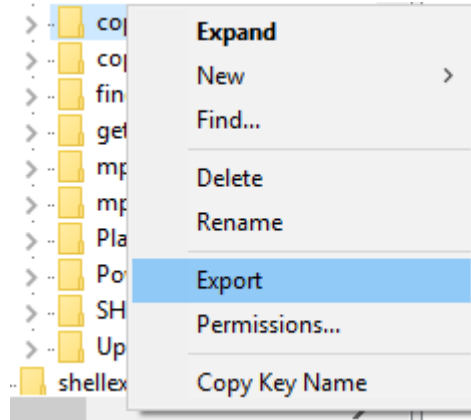 cop
Expand
cop
New
fin
Find...
get
mp
Delete
mp
Rename
Pla
Pov
Export
SH
Permissions...
Up
shellex
Copy Key Name